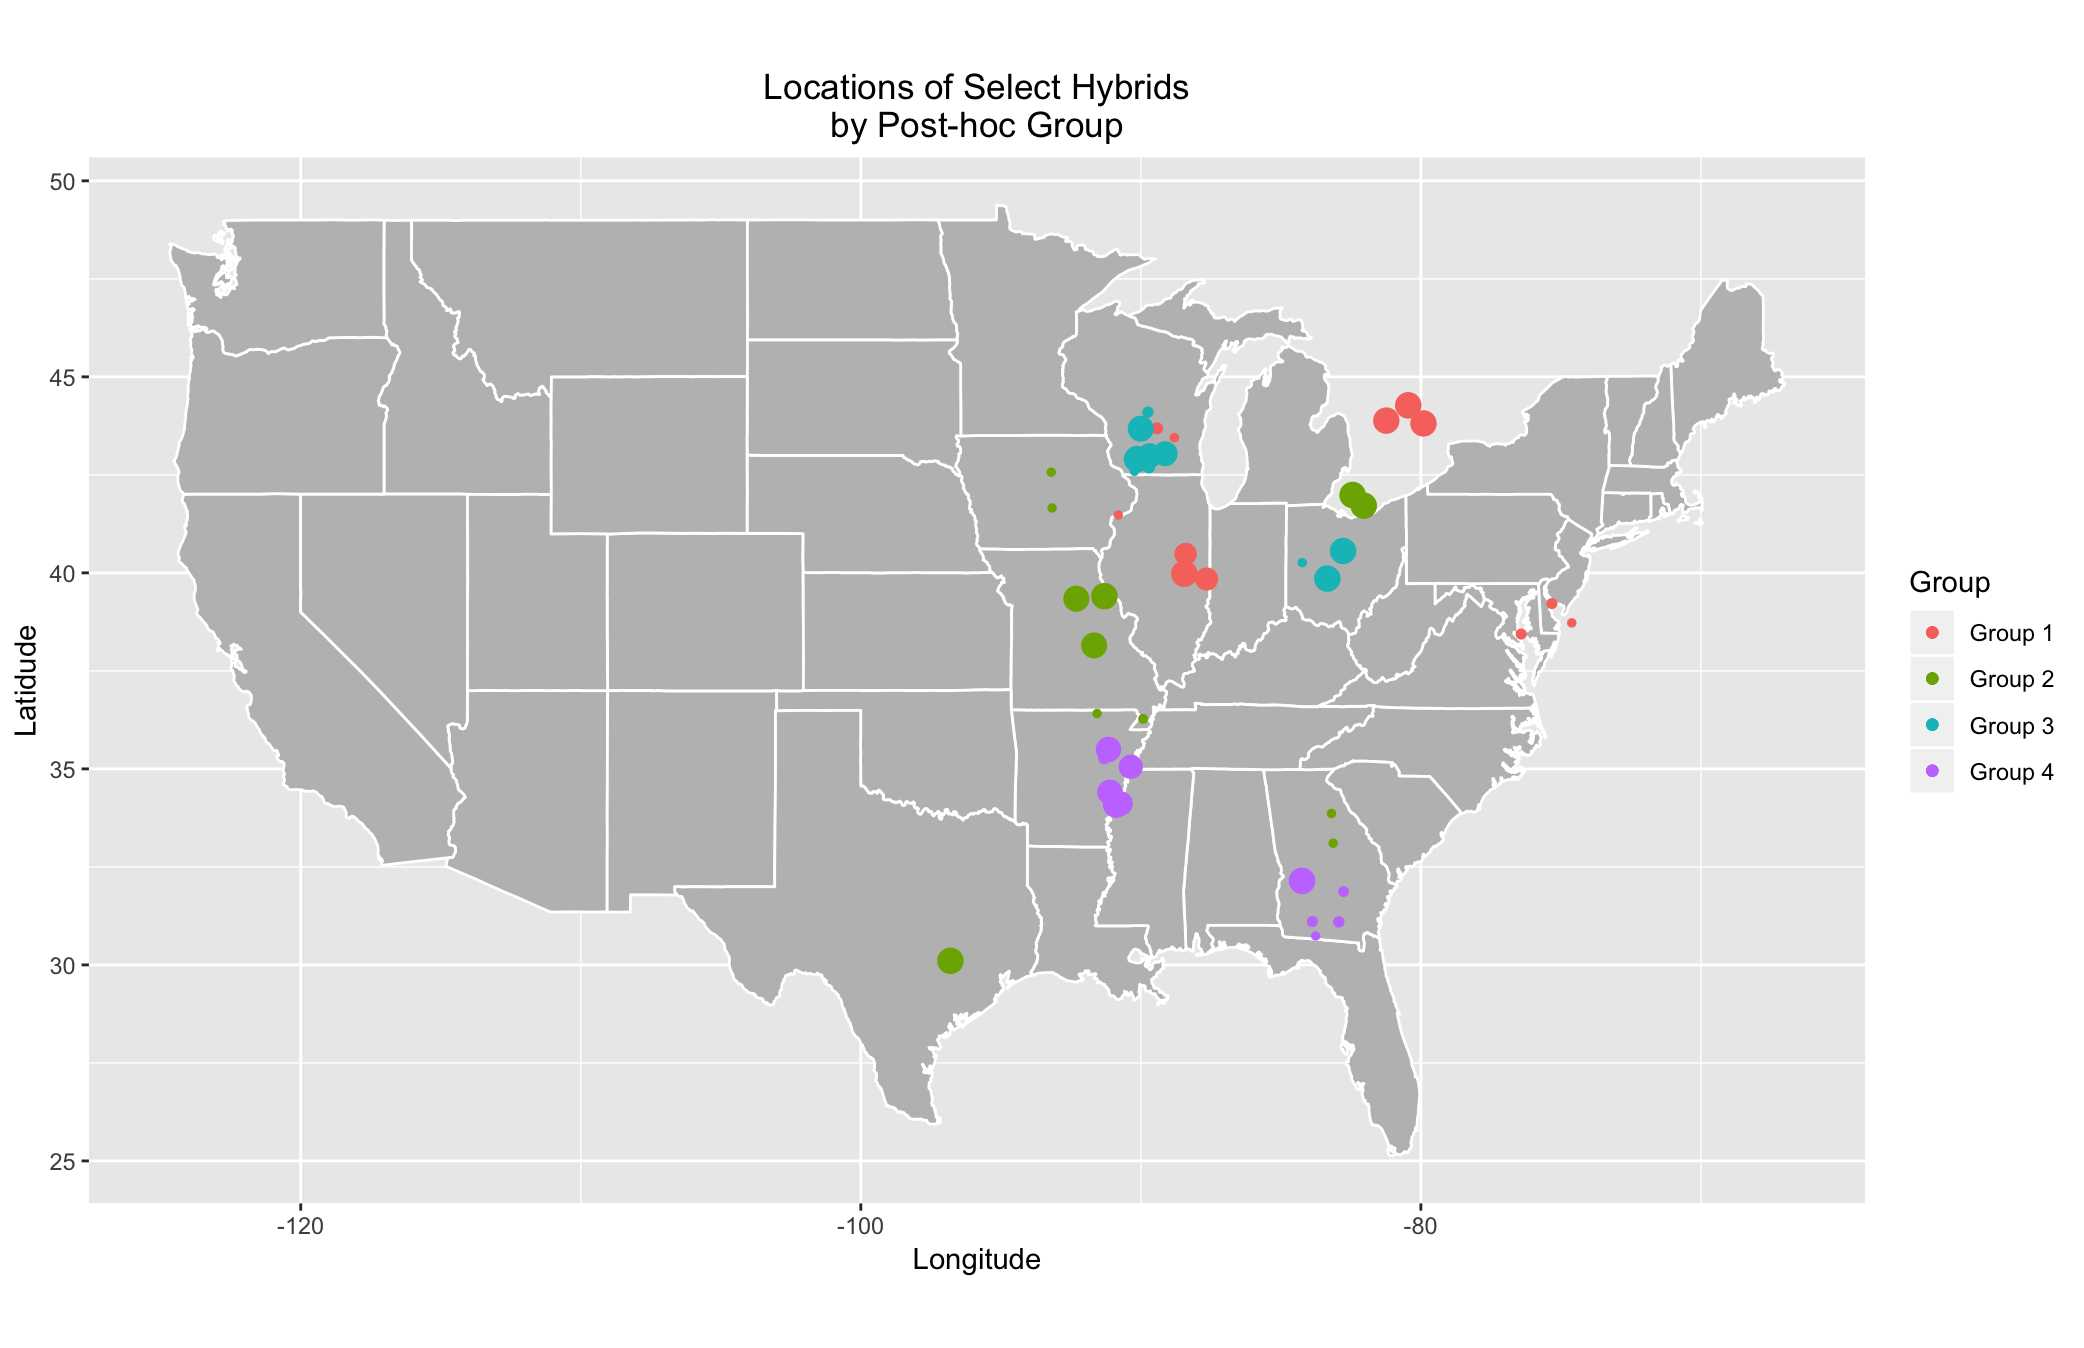 Locations of Select Hybrids
by Post-hoc Group
50
45
40
35
30
25
Latidude
-120
-100
-80
Longitude
Group
Group 1
Group 2
Group 3
Group 4